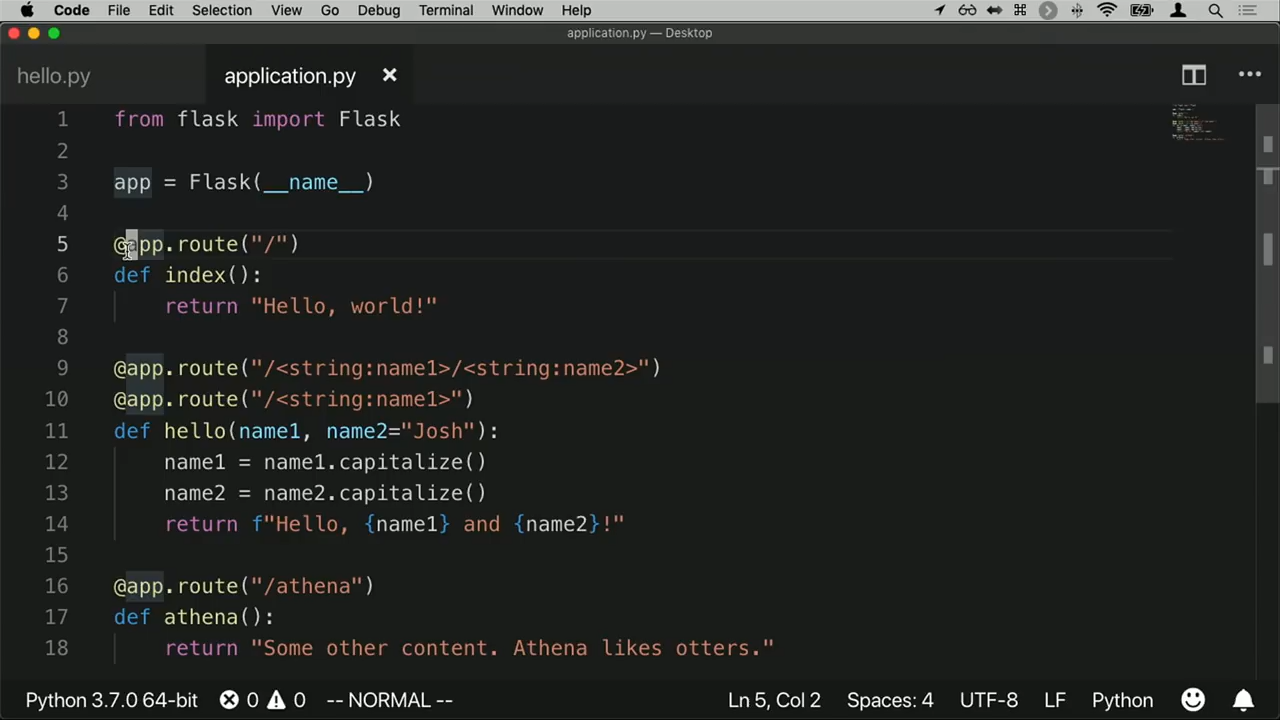 Code File Edit Selection View Go Debug Terminal Window Help
application.py — Desktop
hello.py application.py
1 from flask import Flask
2
3 app = Flask(__name__)
4
5 @app.route("/")
6 def index():
7 return "Hello, world!"
8
9 @app.route("/<string:name1>/<string:name2>")
10 @app.route("/<string:name1>")
11 def hello(name1, name2="Josh"):
12 name1 = name1.capitalize()
13 name2 = name2.capitalize()
14 return f"Hello, {name1} and {name2}!"
15
16 @app.route("/athena")
17 def athena():
18 return "Some other content. Athena likes otters."
Python 3.7.0 64-bit 0 0 -- NORMAL -- Ln 5, Col 2 Spaces: 4 UTF-8 LF Python